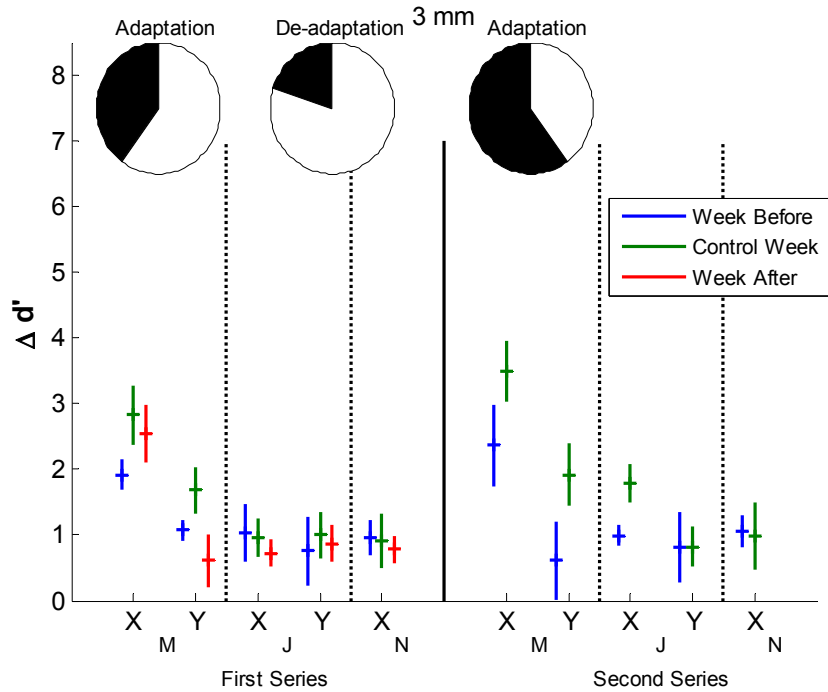 3 mm
Adaptation De-adaptation Adaptation
8
7
6
5
4
3
2
1
0
Δ d'
Week Before
Control Week
Week After
X Y X Y X X Y X Y X
M J N M J N
First Series Second Series